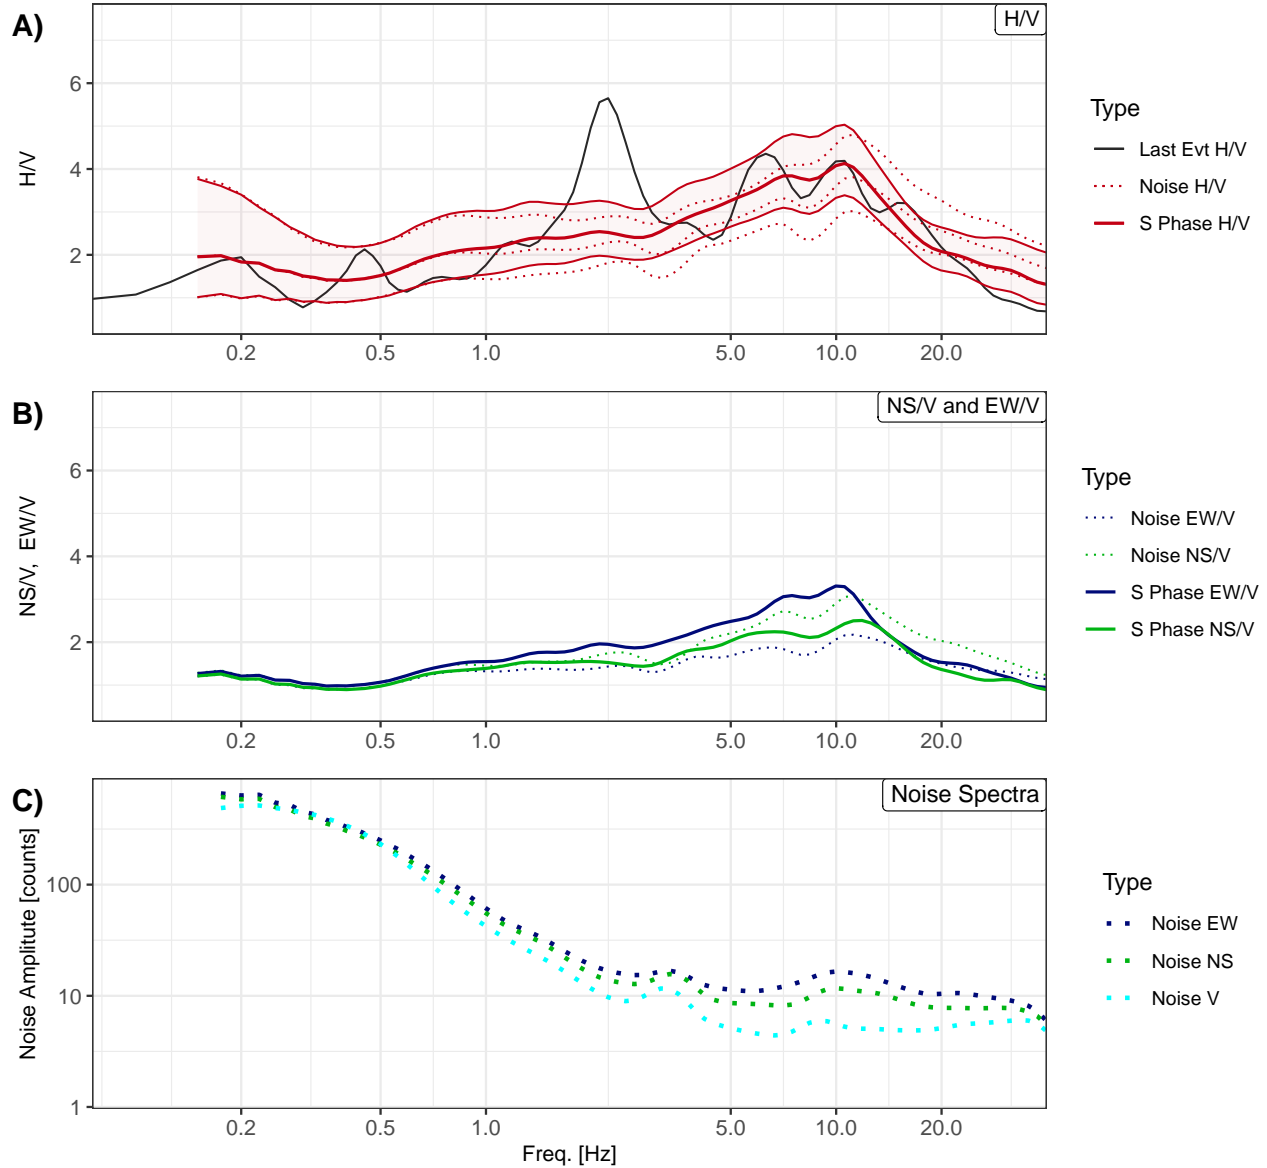 A)
H/V
6
4
2
H/V
0.2 0.5 1.0 5.0 10.0 20.0
Type
Last Evt H/V
Noise H/V
S Phase H/V
B)
NS/V and EW/V
6
4
2
NS/V, EW/V
0.2 0.5 1.0 5.0 10.0 20.0
Type
Noise EW/V
Noise NS/V
S Phase EW/V
S Phase NS/V
C)
Noise Spectra
100
10
1
Noise Amplitute [counts]
0.2 0.5 1.0 5.0 10.0 20.0
Freq. [Hz]
Type
Noise EW
Noise NS
Noise V